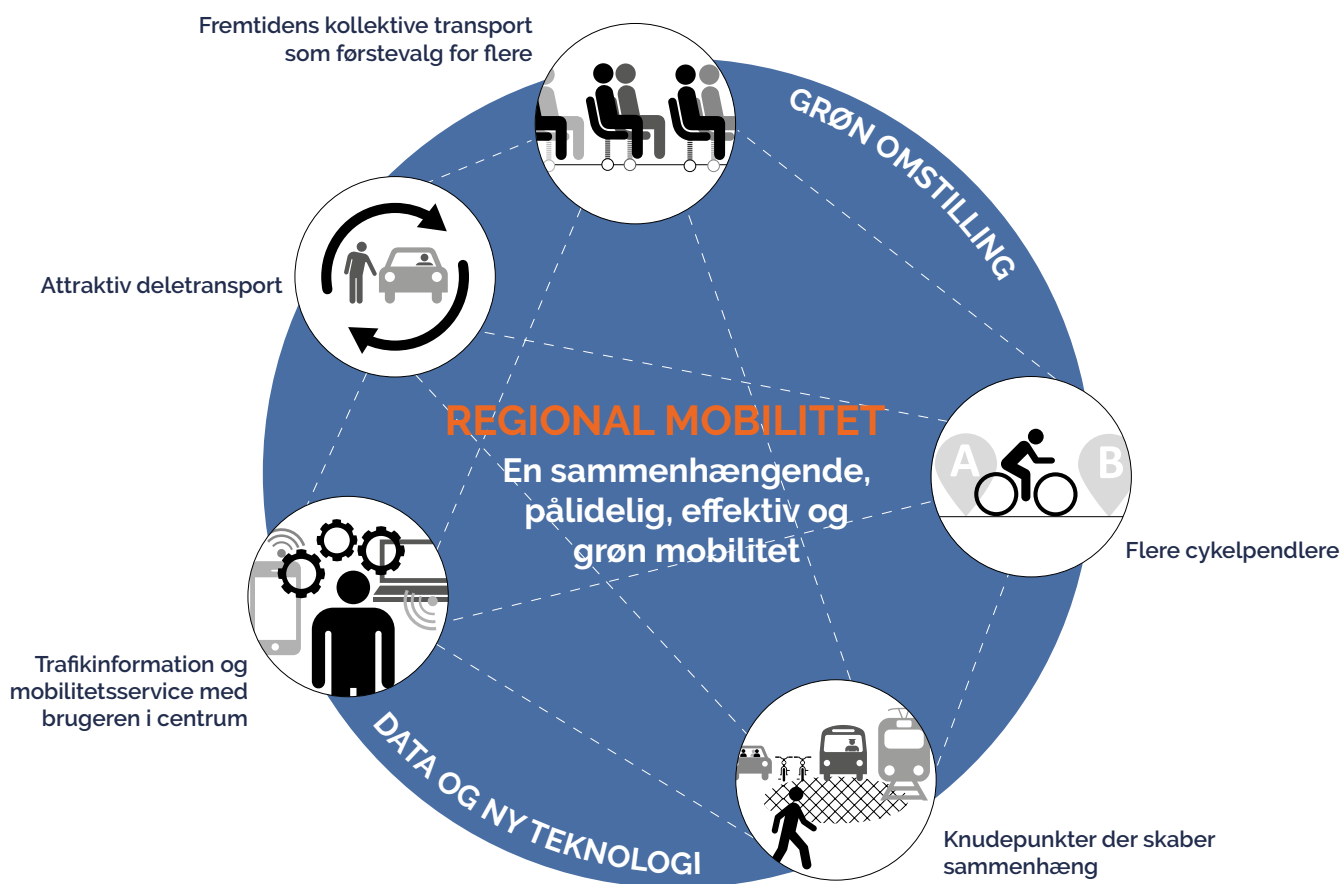 Fremtidens kollektive transport
som førstevalg for flere
GRØN OMSTILLING
Attraktiv deletransport
REGIONAL MOBILITET
En sammenhængende,
pålidelig, effektiv og
grøn mobilitet
A
B
Flere cykelpendlere
Trafikinformation og
mobilitetsservice med
brugeren i centrum
DATA OG NY TEKNOLOGI
Knudepunkter der skaber
sammenhæng